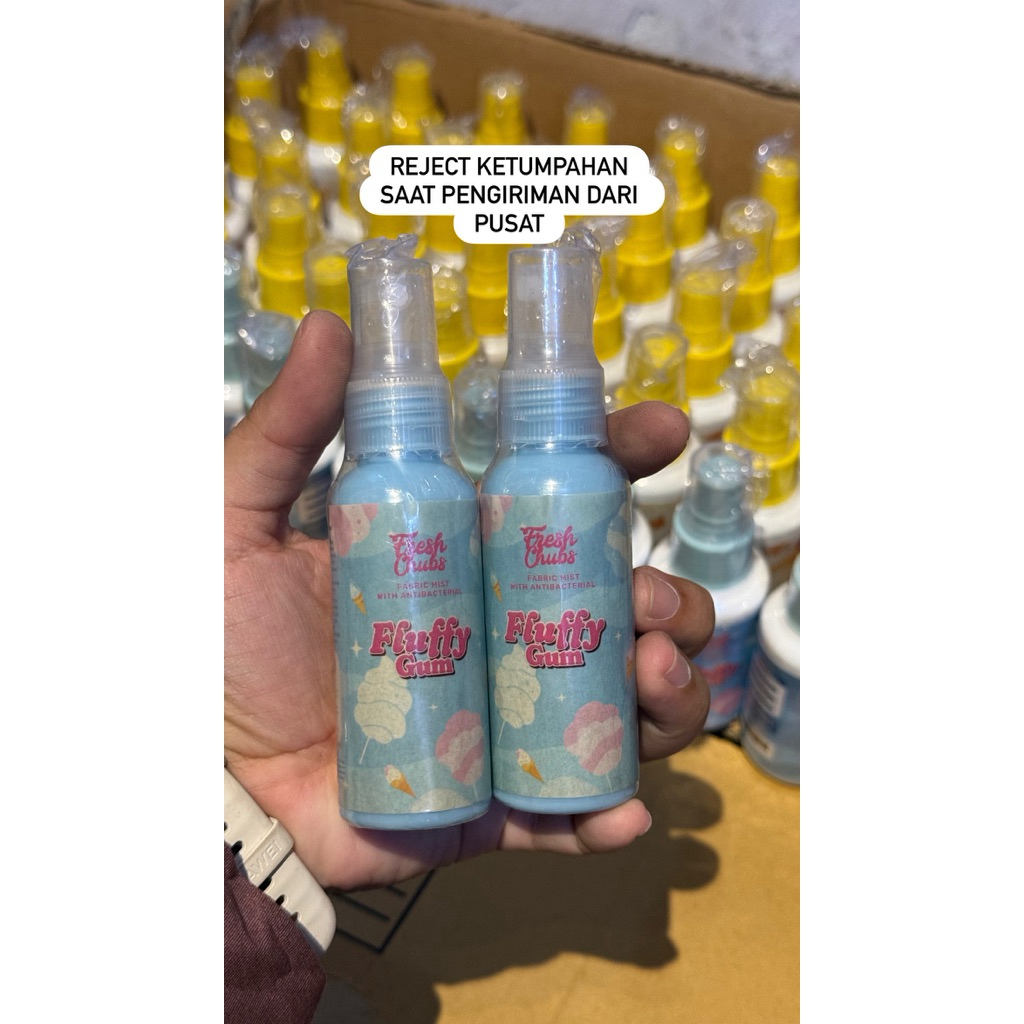 REJECT KETUMPAHAN
SAAT PENGIRIMAN DARI
PUSAT
Fresh
Chubs
FABRIC MIST
WITH ANTIBACTERIAL
Fluffy
Gum
Fresh
Chubs
FABRIC MIST
WITH ANTIBACTERIAL
Fluffy
Gum